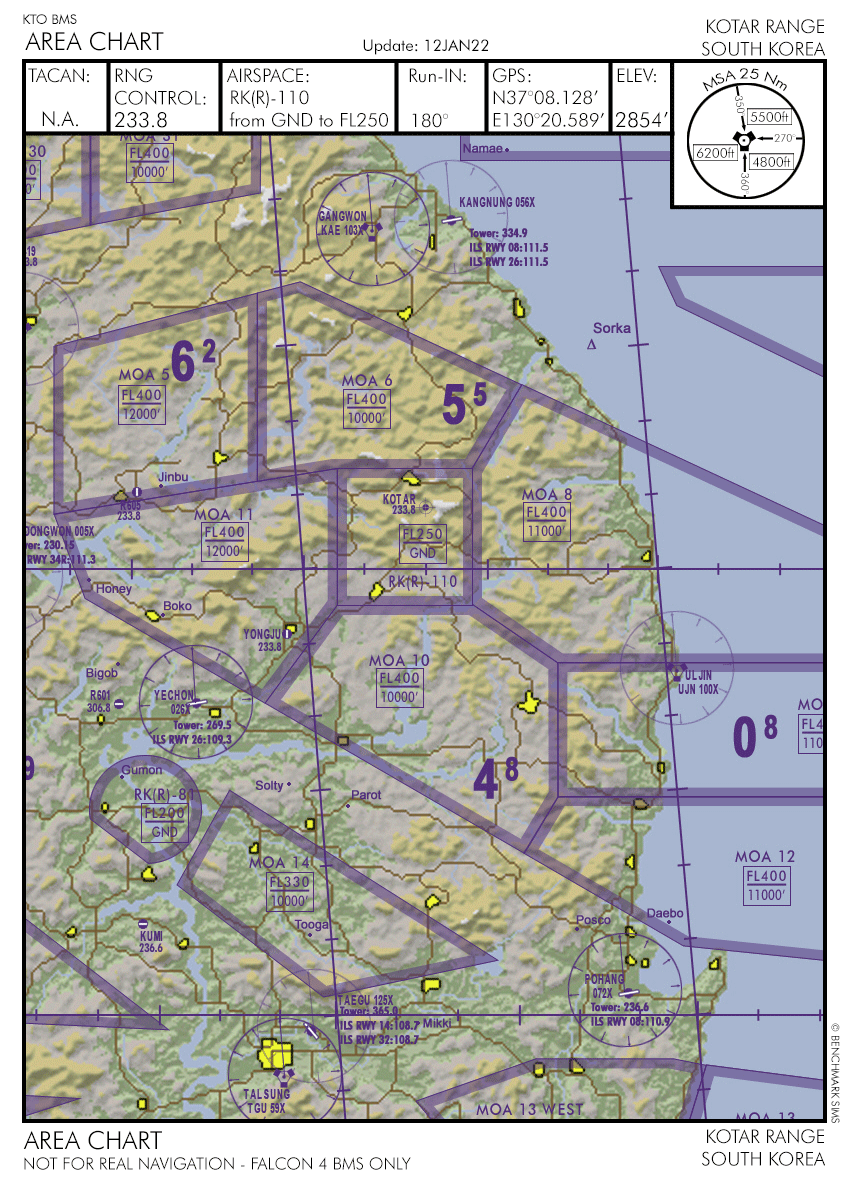 KTO BMS
AREA CHART
Update: 12JAN22
KOTAR RANGE
SOUTH KOREA
TACAN:
N.A.
RNG
CONTROL:
233.8
AIRSPACE:
RK(R)-110
from GND to FL250
Run-IN:
180°
GPS:
N37°08.128'
E130°20.589'
ELEV:
2854'
MSA 25 Nm
350°
5500ft
270°
6200ft
4800ft
360°
30
FL400
10000'
Namae
KANGNUNG 056X
Tower: 334.9
ILS RWY 08:111.5
ILS RWY 26:111.5
GANGWON
KAE 103X
Sorka
MOA 5
FL400
12000'
6 2
MOA 6
FL400
10000'
5 5
Jinbu
R605
233.8
MOA 11
FL400
12000'
KOTAR
233.8
FL250
GND
RK(R)-110
MOA 8
FL400
11000'
DONGWON 005X
ver: 230.15
RWY 34R:111.3
Honey
Boko
YONGJU
233.8
Bigob
R601
306.8
YECHON
026X
Tower: 269.5
ILS RWY 26:109.3
MOA 10
FL400
10000'
ULJIN
UJN 100X
0 8
MO
FL4
110
4 8
9
Gumon
RK(R)-81
FL200
GND
Solty
Parot
MOA 14
FL330
10000'
Tooga
MOA 12
FL400
11000'
KUMI
236.6
Posco
Daebo
POHANG
072X
Tower: 236.6
ILS RWY 08:110.9
TAEGU 125X
Tower: 365.0
ILS RWY 14:108.7
ILS RWY 32:108.7
Mikki
TALSUNG
TGU 59X
MOA 13 WEST
MOA 13
© BENCHMARK SIMS
AREA CHART
NOT FOR REAL NAVIGATION - FALCON 4 BMS ONLY
KOTAR RANGE
SOUTH KOREA